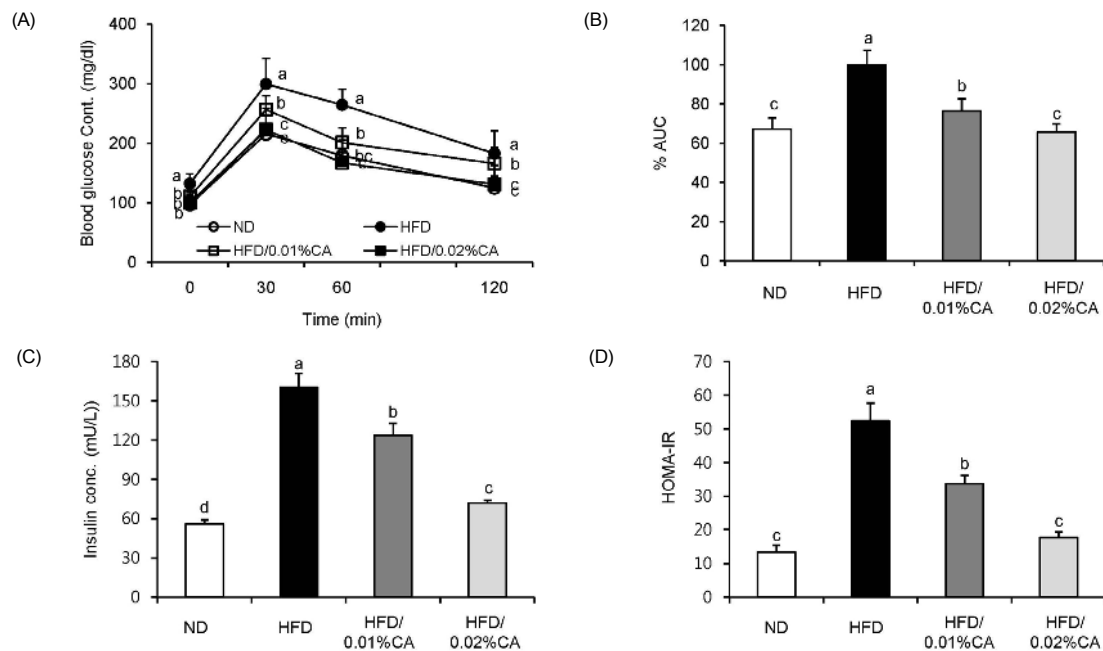 (A)
Blood glucose Cont. (mg/dl)
400
300
200
100
0
a
a
a
b
b
b
c
bc
c
c
a
b
b
b
ND
HFD
HFD/0.01%CA
HFD/0.02%CA
0
30
60
120
Time (min)
(B)
% AUC
120
100
80
60
40
20
0
c
a
b
c
ND
HFD
HFD/
0.01%CA
HFD/
0.02%CA
(C)
Insulin conc. (mU/L))
180
150
120
90
60
30
0
d
a
b
c
ND
HFD
HFD/
0.01%CA
HFD/
0.02%CA
(D)
HOMA-IR
70
60
50
40
30
20
10
0
c
a
b
c
ND
HFD
HFD/
0.01%CA
HFD/
0.02%CA